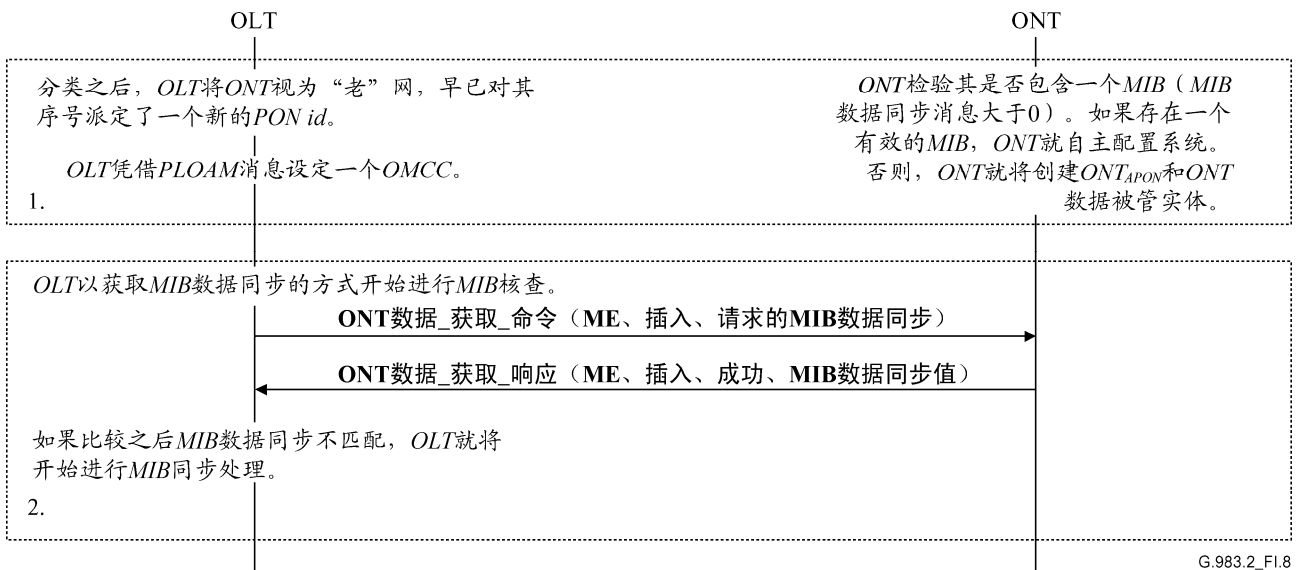 OLT
ONT
分类之后，OLT将ONT视为“老”网，早已对其
序号派定了一个新的PON id。
OLT凭借PLOAM消息设定一个OMCC。
1.
ONT检验其是否包含一个MIB（MIB
数据同步消息大于0）。如果存在一个
有效的MIB，ONT就自主配置系统。
否则，ONT就将创建ONTAPON和ONT
数据被管实体。
OLT以获取MIB数据同步的方式开始进行MIB核查。
ONT数据_获取_命令（ME、插入、请求的MIB数据同步）
ONT数据_获取_响应（ME、插入、成功、MIB数据同步值）
如果比较之后MIB数据同步不匹配，OLT就将
开始进行MIB同步处理。
2.
G.983.2_FI.8